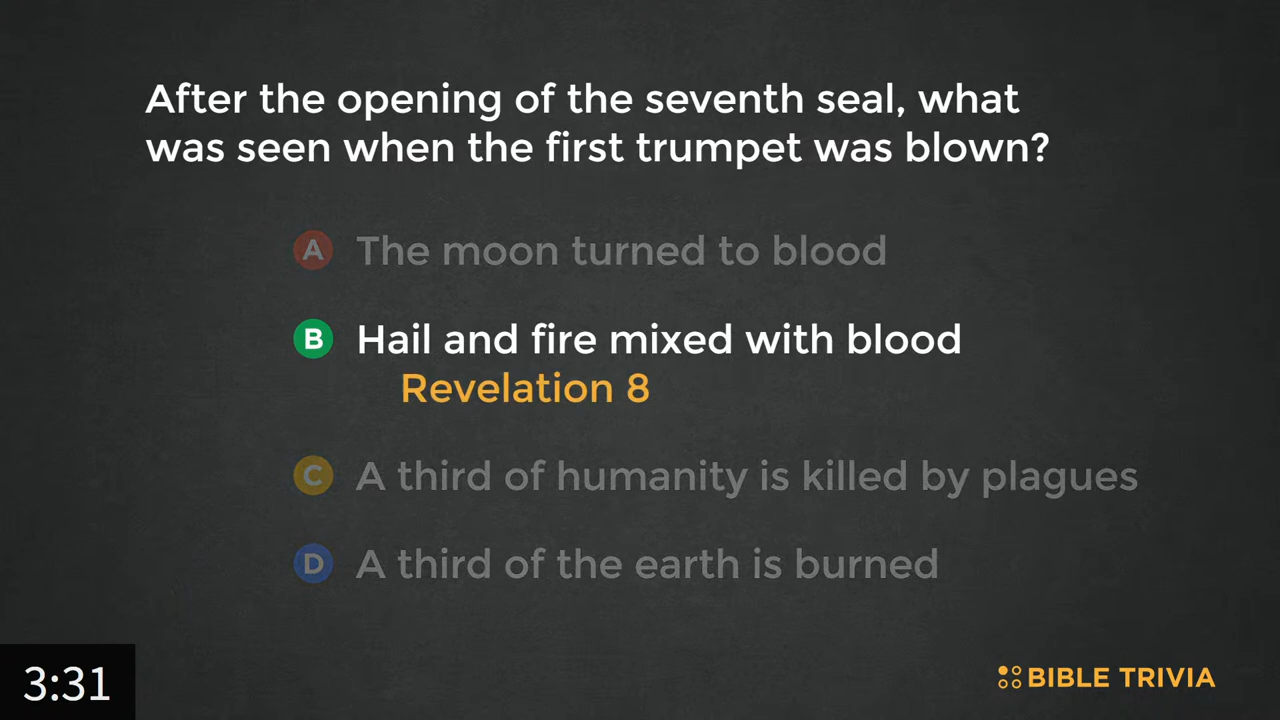 After the opening of the seventh seal, what
was seen when the first trumpet was blown?
A The moon turned to blood
B Hail and fire mixed with blood
Revelation 8
C A third of humanity is killed by plagues
D A third of the earth is burned
3:31
BIBLE TRIVIA